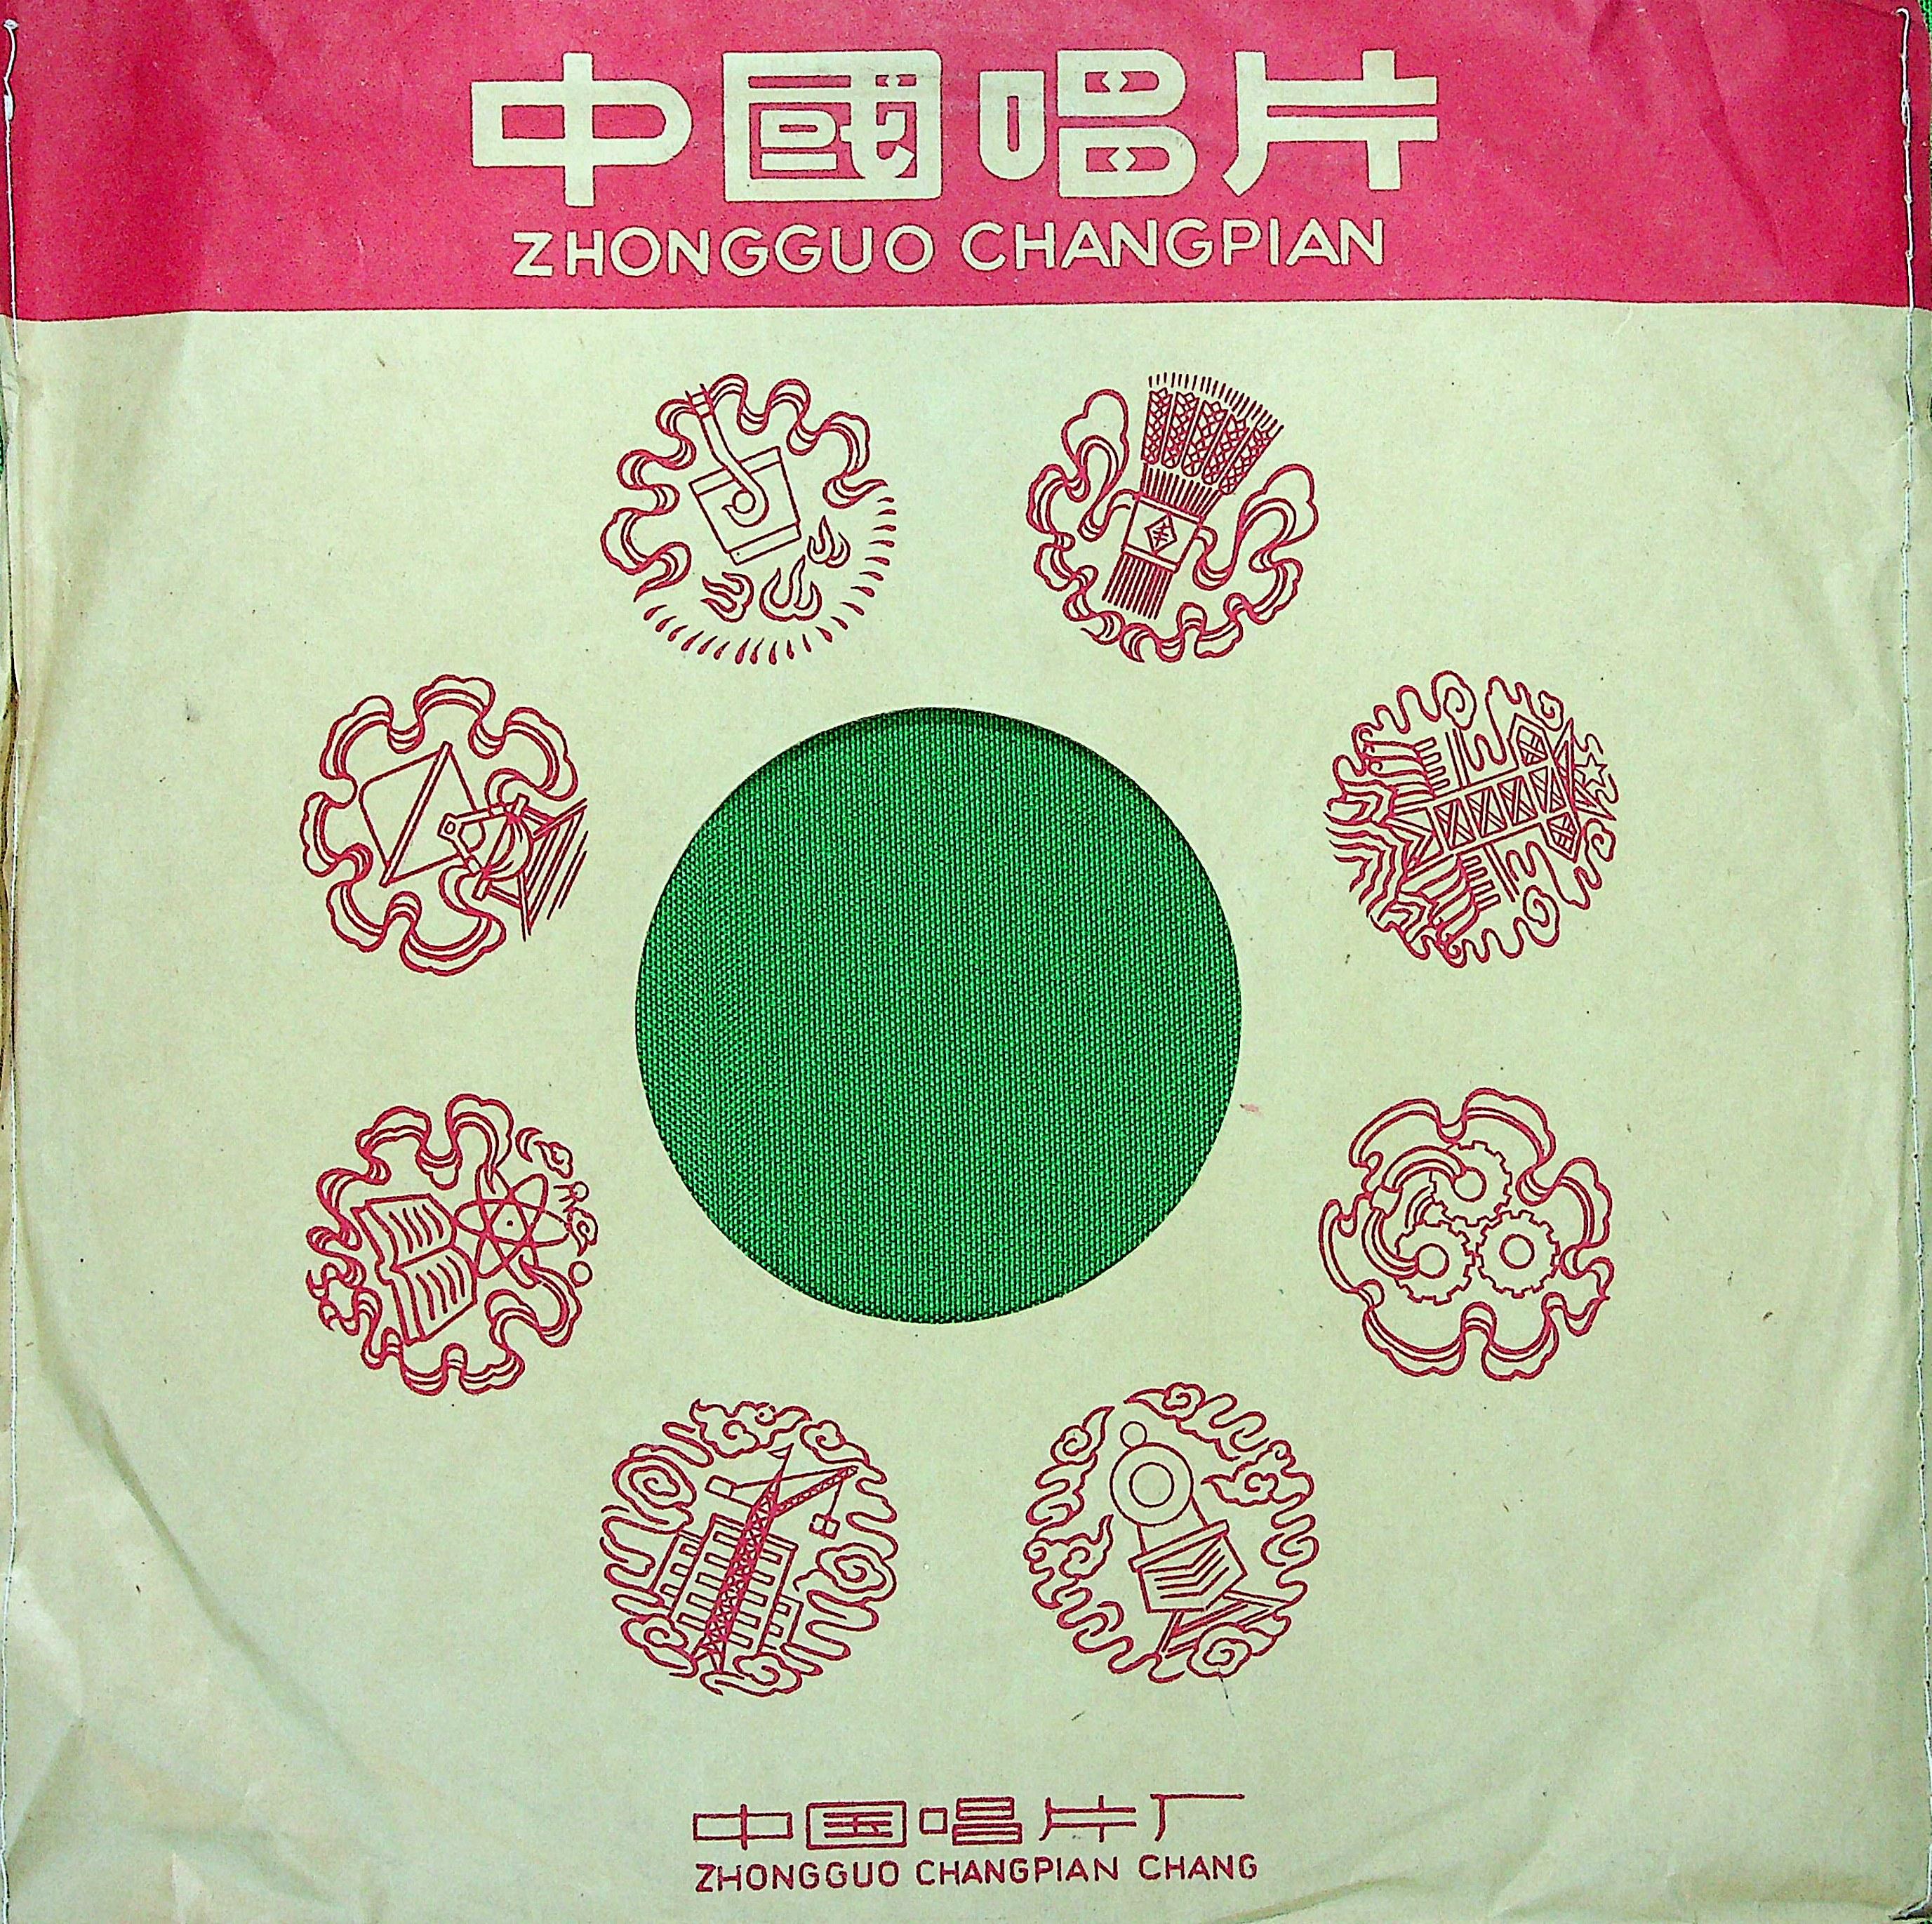 中國唱片
ZHONGGUO CHANGPIAN
中国唱片厂
ZHONGGUO CHANGPIAN CHANG